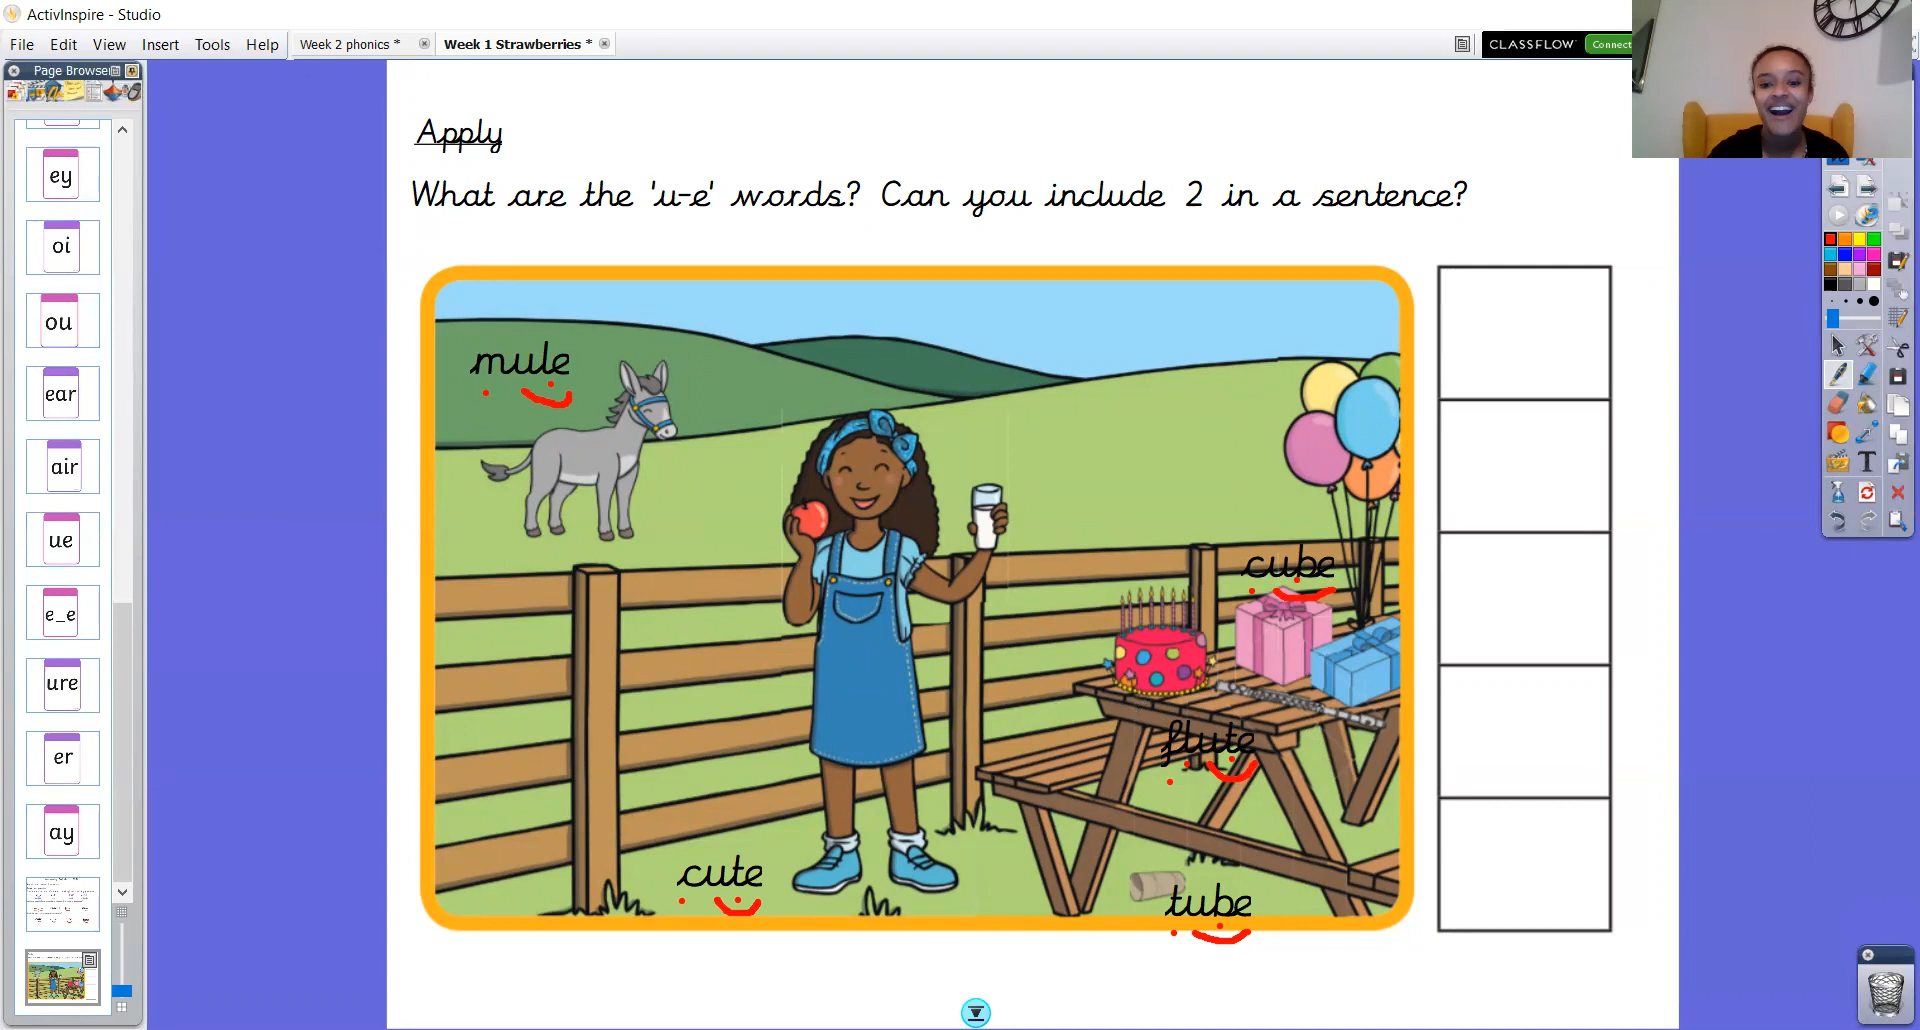 ActivInspire - Studio
File Edit View Insert Tools Help
Week 2 phonics *
Week 1 Strawberries *
CLASSFLOW
Connect
Page Browser
ey
oi
ou
ear
air
ue
e_e
ure
er
ay
Apply
What are the 'u-e' words? Can you include 2 in a sentence?
mule
cube
flute
cute
tube
T